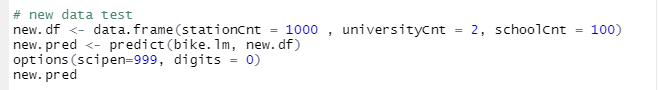 # new data test
new.df <- data.frame(stationCnt = 1000 , universityCnt = 2, schoolCnt = 100)
new.pred <- predict(bike.lm, new.df)
options(scipen=999, digits = 0)
new.pred